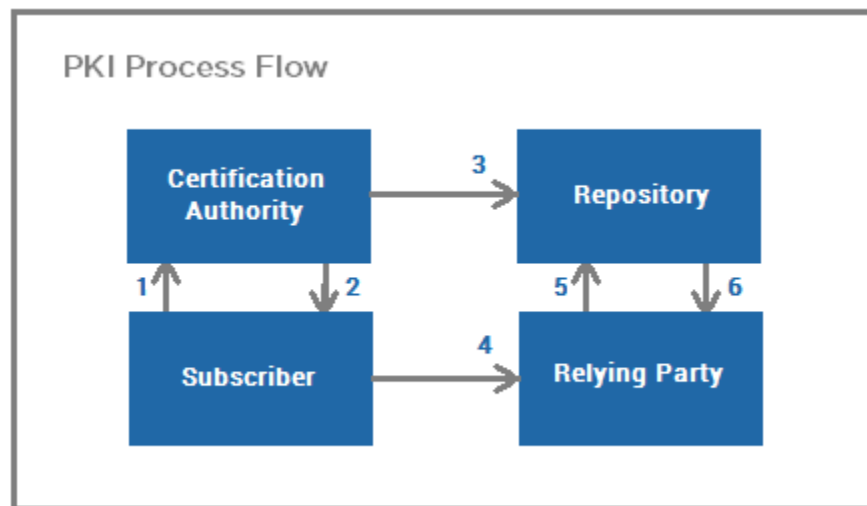 PKI Process Flow
Certification
Authority
3
Repository
1
2
5
6
Subscriber
4
Relying Party